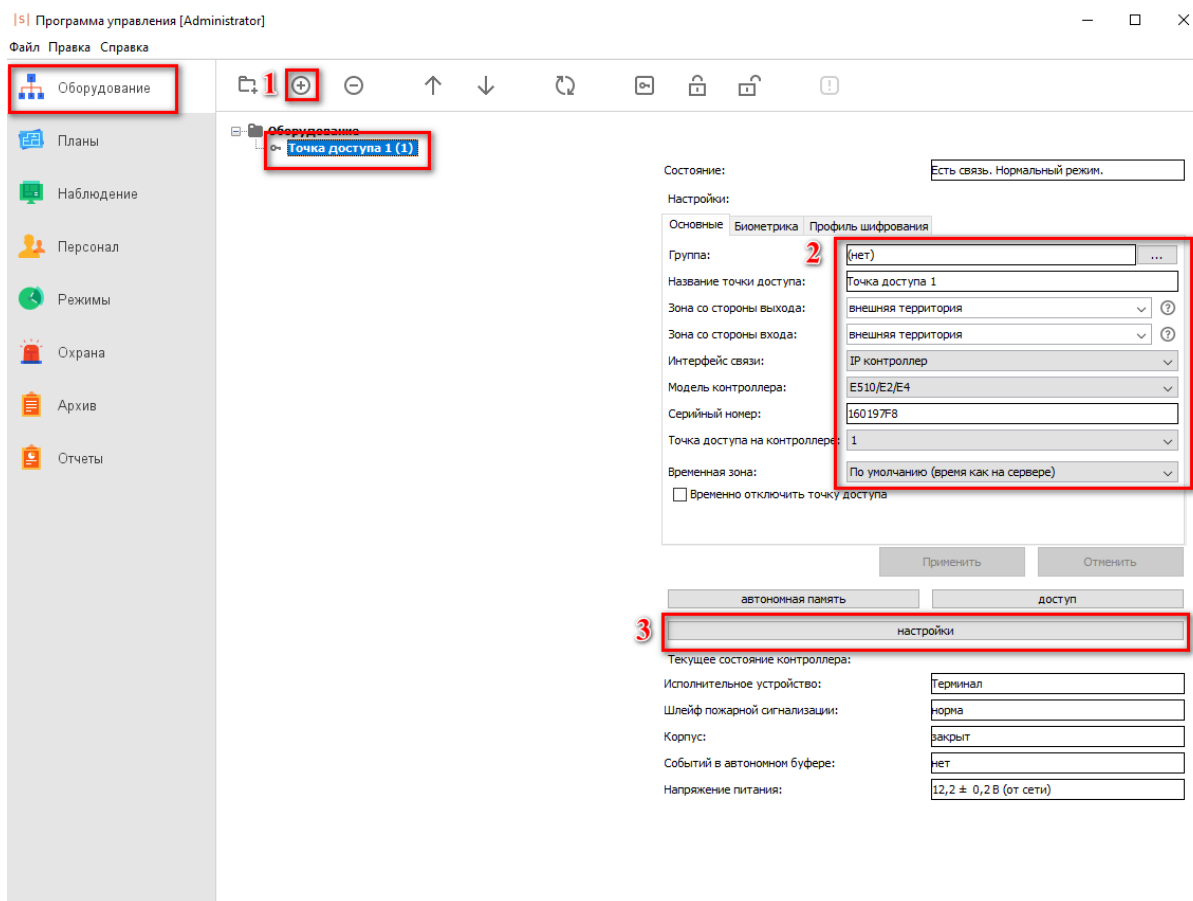 |S| Программа управления [Administrator]
Файл Правка Справка
Оборудование
Планы
Наблюдение
Персонал
Режимы
Охрана
Архив
Отчеты
1
Оборудование
Точка доступа 1 (1)
Состояние: Есть связь. Нормальный режим.
Настройки:
Основные Биометрика Профиль шифрования
2
Группа: (нет) ...
Название точки доступа: Точка доступа 1
Зона со стороны выхода: внешняя территория ?
Зона со стороны входа: внешняя территория ?
Интерфейс связи: IP контроллер
Модель контроллера: E510/E2/E4
Серийный номер: 160197F8
Точка доступа на контроллере: 1
Временная зона: По умолчанию (время как на сервере)
Временно отключить точку доступа
Применить Отменить
автономная память доступ
3 настройки
Текущее состояние контроллера:
Исполнительное устройство: Терминал
Шлейф пожарной сигнализации: норма
Корпус: закрыт
Событий в автономном буфере: нет
Напряжение питания: 12,2 ± 0,2 В (от сети)